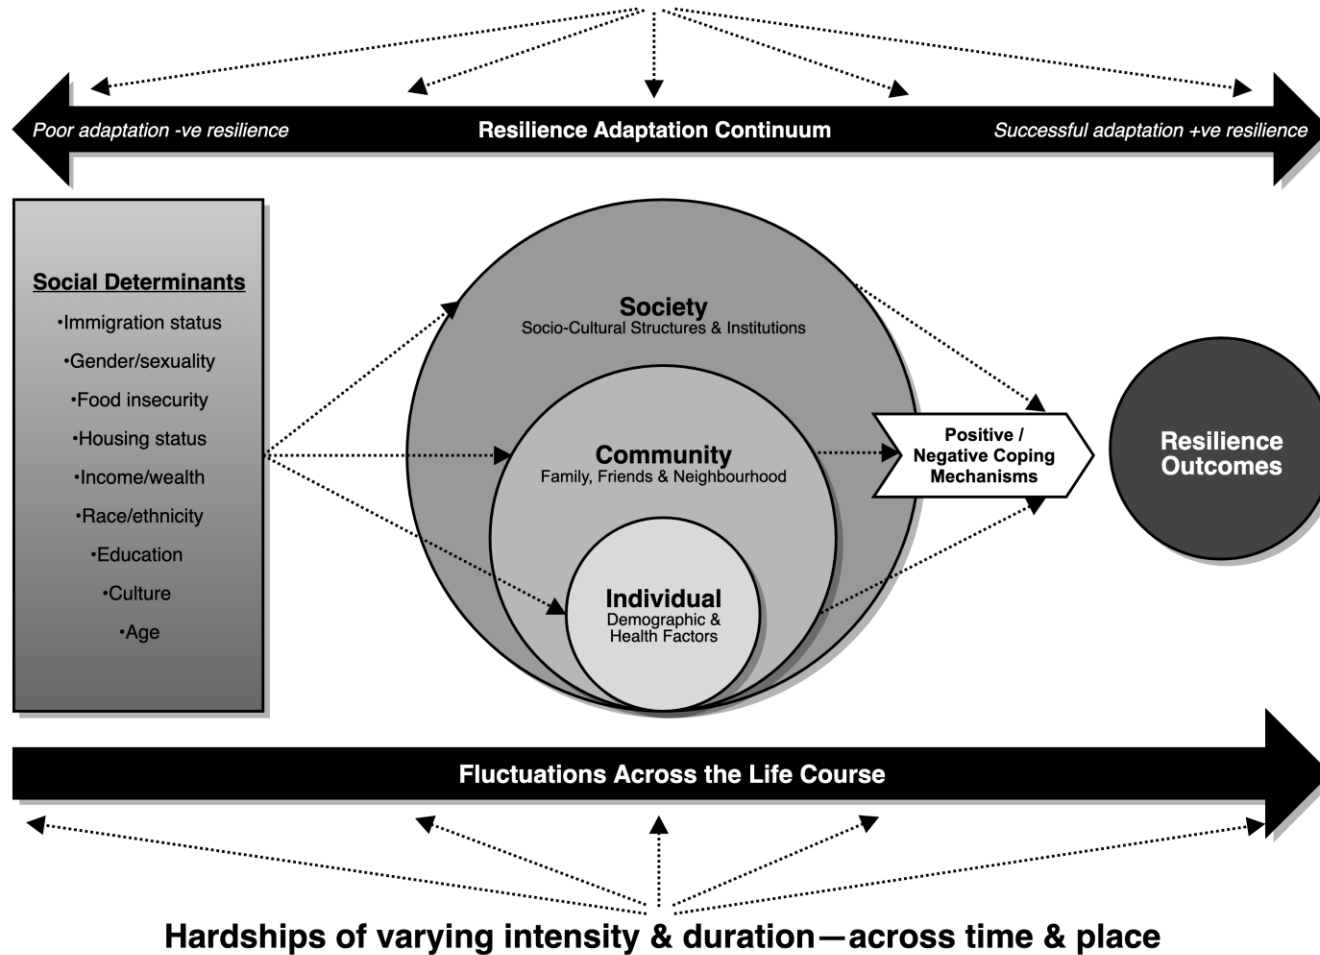 Poor adaptation -ve resilience
Resilience Adaptation Continuum
Successful adaptation +ve resilience
Social Determinants
•Immigration status
•Gender/sexuality
•Food insecurity
•Housing status
•Income/wealth
•Race/ethnicity
•Education
•Culture
•Age
Society
Socio-Cultural Structures & Institutions
Community
Family, Friends & Neighbourhood
Individual
Demographic &
Health Factors
Positive /
Negative Coping
Mechanisms
Resilience
Outcomes
Fluctuations Across the Life Course
Hardships of varying intensity & duration—across time & place